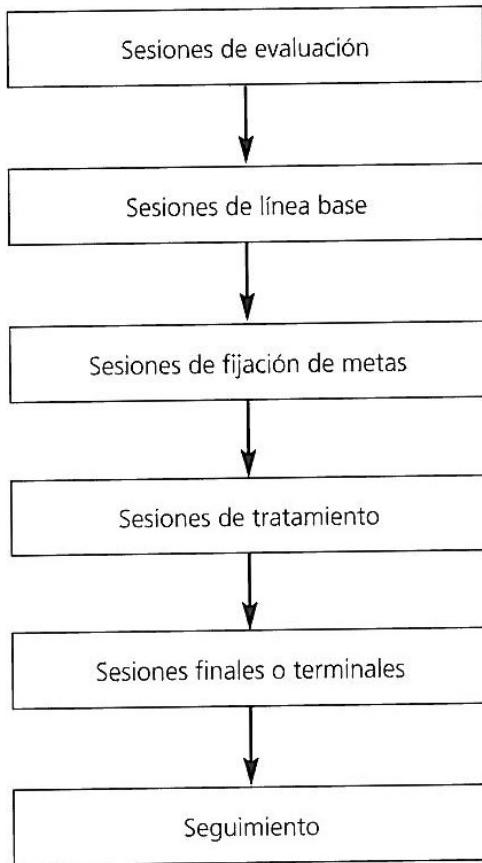 Sesiones de evaluación
Sesiones de línea base
Sesiones de fijación de metas
Sesiones de tratamiento
Sesiones finales o terminales
Seguimiento